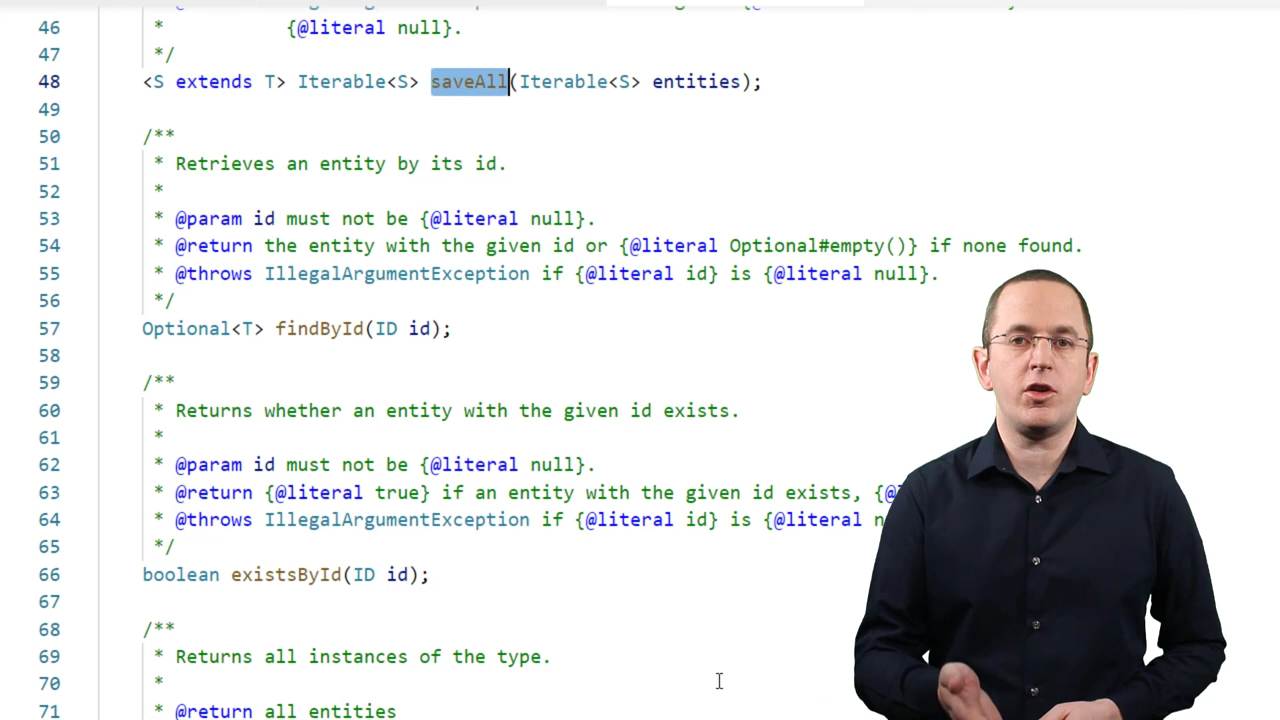 46 * {@literal null}.
47 */
48 <S extends T> Iterable<S> saveAll(Iterable<S> entities);
49
50 /**
51 * Retrieves an entity by its id.
52 *
53 * @param id must not be {@literal null}.
54 * @return the entity with the given id or {@literal Optional#empty()} if none found.
55 * @throws IllegalArgumentException if {@literal id} is {@literal null}.
56 */
57 Optional<T> findById(ID id);
58
59 /**
60 * Returns whether an entity with the given id exists.
61 *
62 * @param id must not be {@literal null}.
63 * @return {@literal true} if an entity with the given id exists, {
64 * @throws IllegalArgumentException if {@literal id} is {@literal
65 */
66 boolean existsById(ID id);
67
68 /**
69 * Returns all instances of the type.
70 *
71 * @return all entities